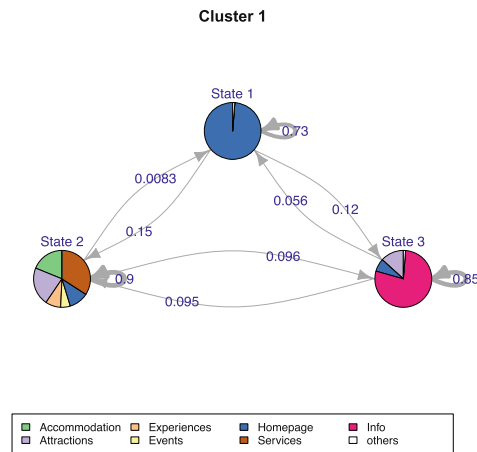 Cluster 1
State 1
0.73
0.0083
0.056
0.12
0.15
State 2
State 3
0.096
0.9
0.85
0.095
Accommodation Experiences Homepage Info
Attractions Events Services others